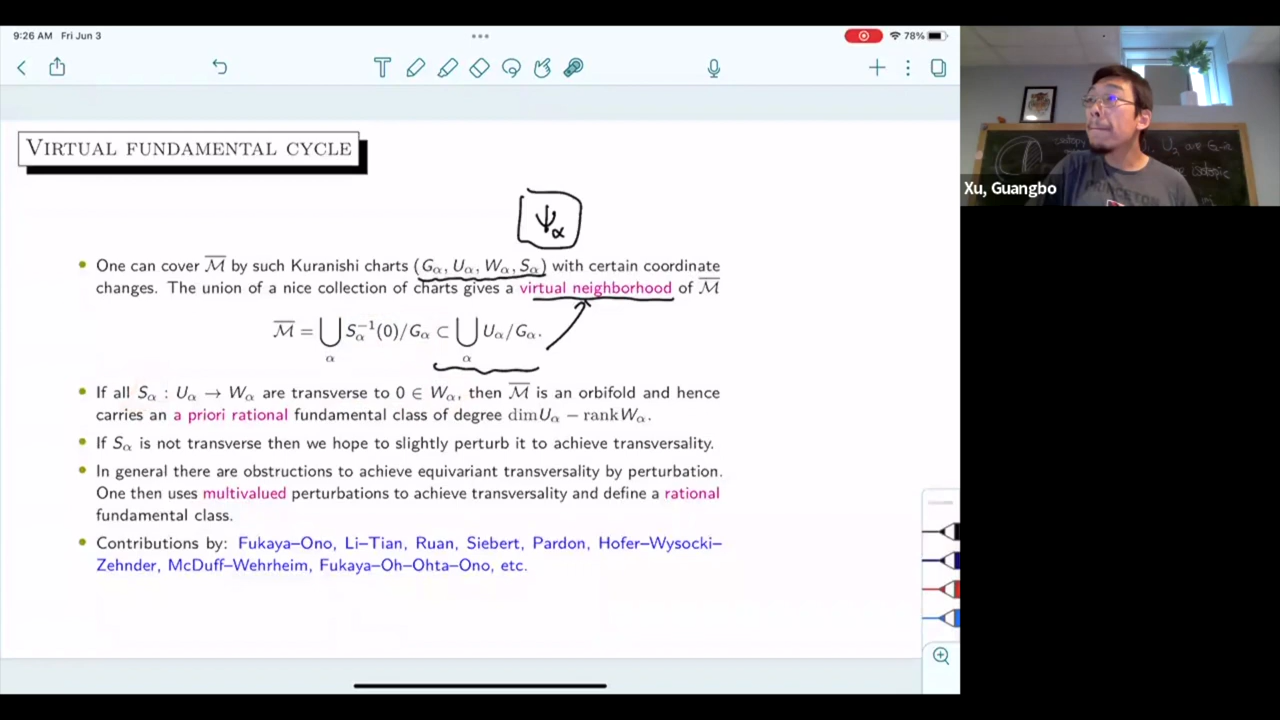 9:26 AM Fri Jun 3
78%
VIRTUAL FUNDAMENTAL CYCLE
Ψα
• One can cover M̅ by such Kuranishi charts (Gα, Uα, Wα, Sα) with certain coordinate
changes. The union of a nice collection of charts gives a virtual neighborhood of M̅
M̅ = ⋃α Sα⁻¹(0)/Gα ⊂ ⋃α Uα/Gα.
• If all Sα : Uα → Wα are transverse to 0 ∈ Wα, then M̅ is an orbifold and hence
carries an a priori rational fundamental class of degree dim Uα − rank Wα.
• If Sα is not transverse then we hope to slightly perturb it to achieve transversality.
• In general there are obstructions to achieve equivariant transversality by perturbation.
One then uses multivalued perturbations to achieve transversality and define a rational
fundamental class.
• Contributions by: Fukaya–Ono, Li–Tian, Ruan, Siebert, Pardon, Hofer–Wysocki–
Zehnder, McDuff–Wehrheim, Fukaya–Oh–Ohta–Ono, etc.
Xu, Guangbo
PRINCETON